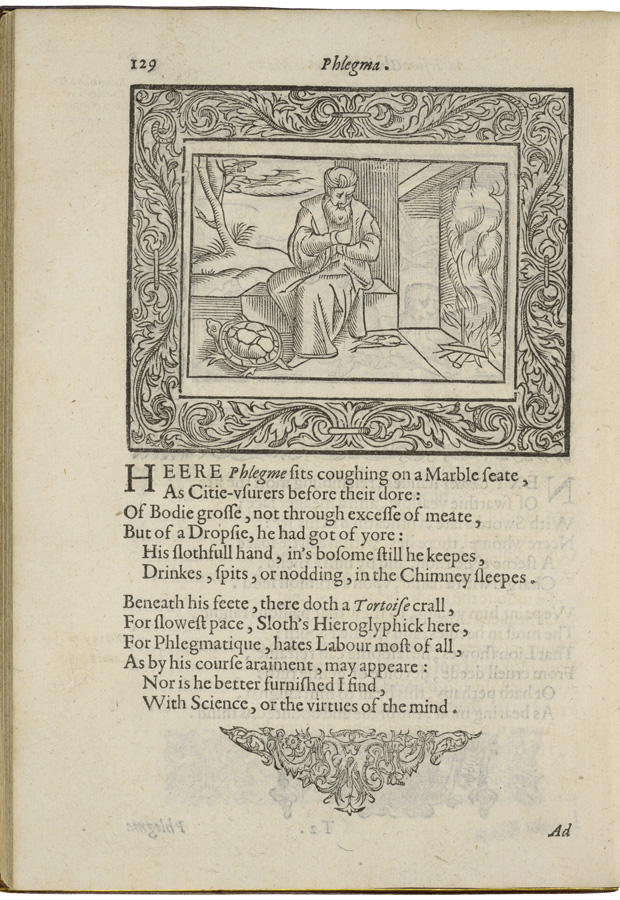 129
Phlegma.
HEERE Phlegme ſits coughing on a Marble ſeate,
As Citie-vſurers before their dore:
Of Bodie groſſe, not through exceſſe of meate,
But of a Dropſie, he had got of yore:
His ſlothfull hand, in's boſome ſtill he keepes,
Drinkes, ſpits, or nodding, in the Chimney ſleepes.
Beneath his feete, there doth a Tortoiſe crall,
For ſloweſt pace, Sloth's Hieroglyphick here,
For Phlegmatique, hates Labour moſt of all,
As by his courſe araiment, may appeare:
Nor is he better furniſhed I find,
With Science, or the virtues of the mind.
Ad